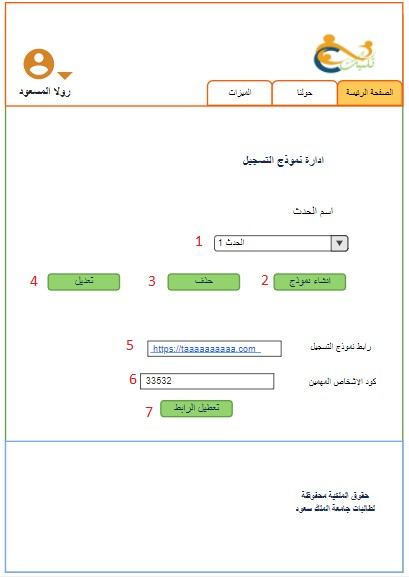 رولا المسعود
الصفحة الرئيسة
حولنا
الميزات
ادارة نموذج التسجيل
اسم الحدث
1 الحدث 1
2 انشاء نموذج
3 حذف
4 تعديل
رابط نموذج التسجيل
5 https://taaaaaaaaaa.com
كود الاشخاص المهمين
6 33532
7 تعطيل الرابط
حقوق الملكية محفوظة
لطالبات جامعة الملك سعود